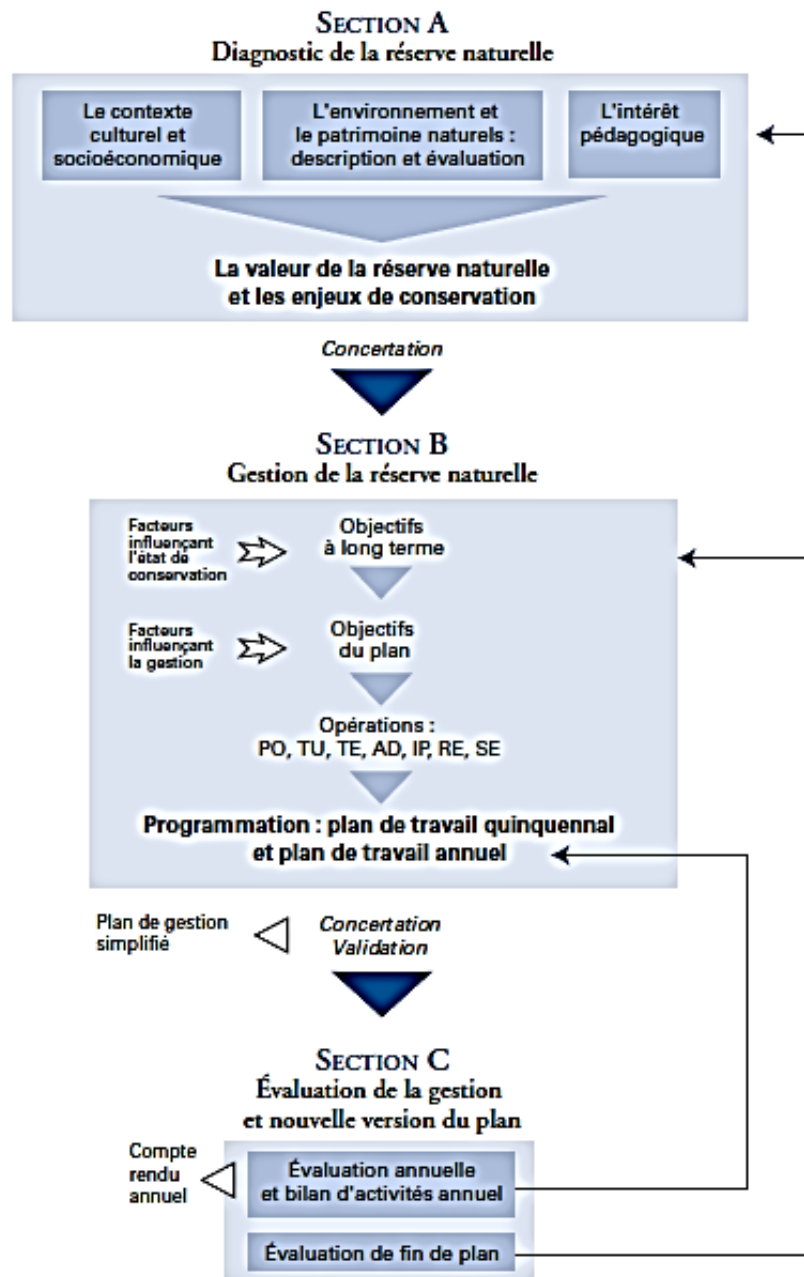 SECTION A
Diagnostic de la réserve naturelle
Le contexte
culturel et
socioéconomique
L'environnement et
le patrimoine naturels :
description et évaluation
L'intérêt
pédagogique
La valeur de la réserve naturelle
et les enjeux de conservation
Concertation
SECTION B
Gestion de la réserve naturelle
Facteurs
influençant
l'état de
conservation
Objectifs
à long terme
Facteurs
influençant
la gestion
Objectifs
du plan
Opérations :
PO, TU, TE, AD, IP, RE, SE
Programmation : plan de travail quinquennal
et plan de travail annuel
Plan de gestion
simplifié
Concertation
Validation
SECTION C
Évaluation de la gestion
et nouvelle version du plan
Compte
rendu
annuel
Évaluation annuelle
et bilan d'activités annuel
Évaluation de fin de plan